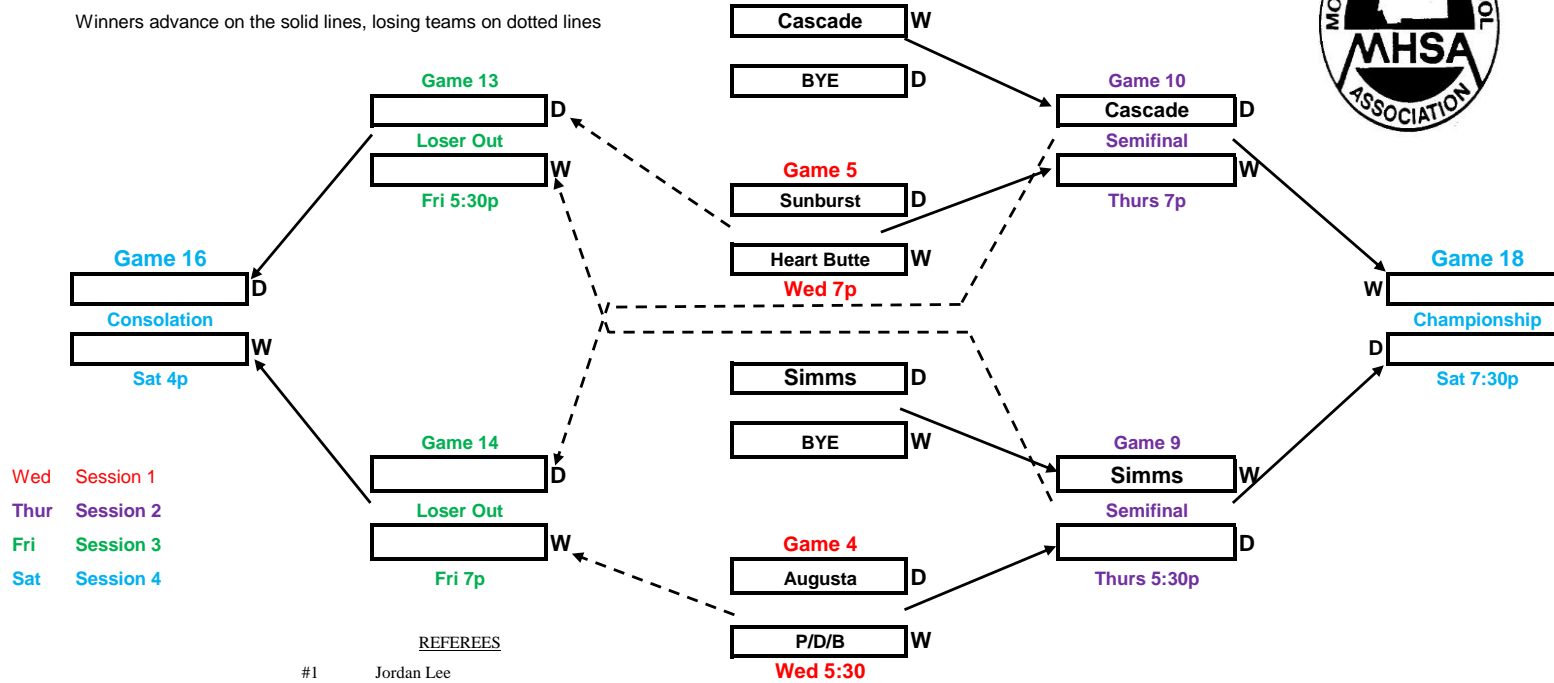 Winners advance on the solid lines, losing teams on dotted lines
Cascade W
MHSA
ASSOCIATION
BYE D
Game 13
D
Loser Out
W
Fri 5:30p
Game 10
Cascade D
Semifinal
W
Thurs 7p
Game 5
Sunburst D
Heart Butte W
Wed 7p
Game 16
D
Consolation
W
Sat 4p
Game 18
W
Championship
D
Sat 7:30p
Simms D
BYE W
Game 14
D
Loser Out
W
Fri 7p
Game 9
Simms W
Semifinal
D
Thurs 5:30p
Wed Session 1
Thur Session 2
Fri Session 3
Sat Session 4
Game 4
Augusta D
P/D/B W
Wed 5:30
REFEREES
#1 Jordan Lee